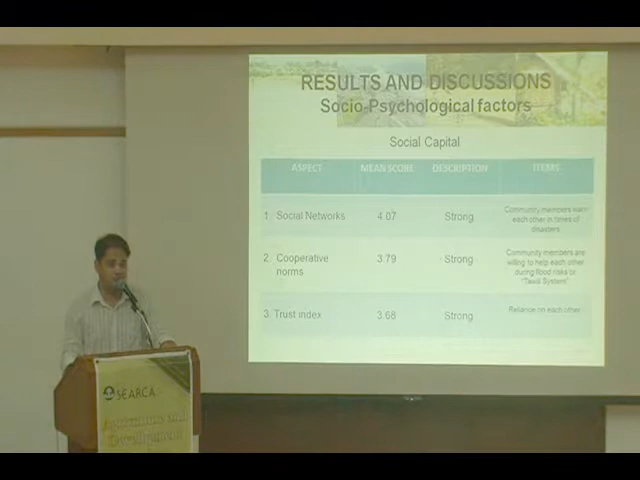 RESULTS AND DISCUSSIONS
Socio-Psychological factors
Social Capital
ASPECT MEAN SCORE DESCRIPTION ITEMS
1. Social Networks 4.07 Strong Community members warn
each other in times of
disasters
2. Cooperative 3.79 Strong Community members are
norms willing to help each other
during flood risks or
"Tawili System"
3. Trust index 3.68 Strong Reliance on each other
SEARCA